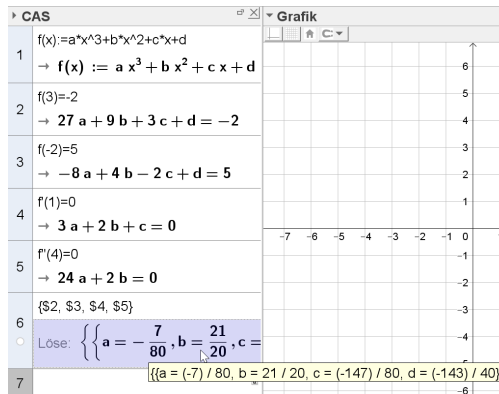 CAS
1
f(x):=a*x^3+b*x^2+c*x+d
→ f(x) := a x³ + b x² + c x + d
2
f(3)=-2
→ 27 a + 9 b + 3 c + d = −2
3
f(-2)=5
→ −8 a + 4 b − 2 c + d = 5
4
f'(1)=0
→ 3 a + 2 b + c = 0
5
f''(4)=0
→ 24 a + 2 b = 0
6
{$2, $3, $4, $5}
Löse: {{a = − 7/80 , b = 21/20 , c =
{{a = (-7) / 80, b = 21 / 20, c = (-147) / 80, d = (-143) / 40}
7
Grafik
6
5
4
3
2
1
-7 -6 -5 -4 -3 -2 -1 0
-1
-2
-3
-4
-5
-6